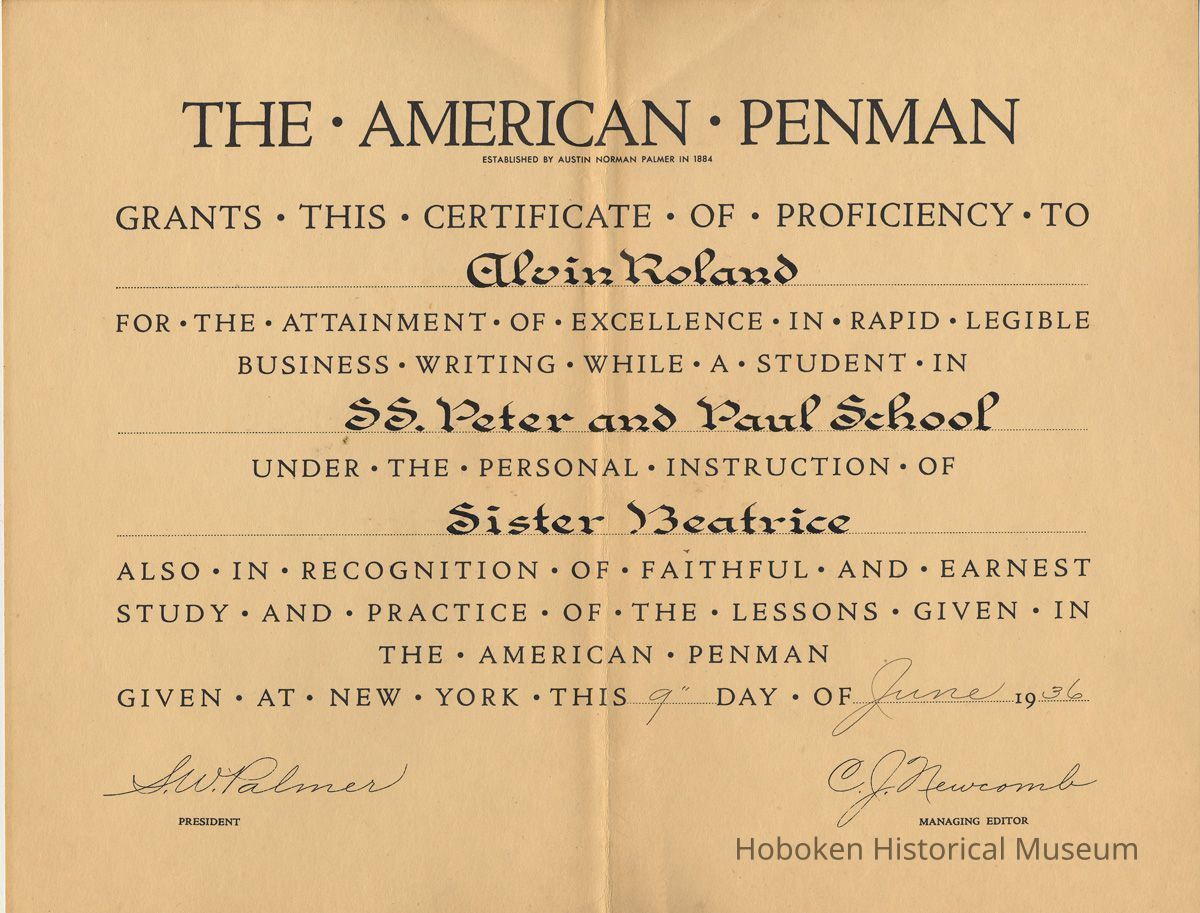 THE · AMERICAN · PENMAN
ESTABLISHED BY AUSTIN NORMAN PALMER IN 1884
GRANTS · THIS · CERTIFICATE · OF · PROFICIENCY · TO
Alvin Roland
FOR · THE · ATTAINMENT · OF · EXCELLENCE · IN · RAPID · LEGIBLE
BUSINESS · WRITING · WHILE · A · STUDENT · IN
SS. Peter and Paul School
UNDER · THE · PERSONAL · INSTRUCTION · OF
Sister Beatrice
ALSO · IN · RECOGNITION · OF · FAITHFUL · AND · EARNEST
STUDY · AND · PRACTICE · OF · THE · LESSONS · GIVEN · IN
THE · AMERICAN · PENMAN
GIVEN · AT · NEW · YORK · THIS 9" DAY · OF June 1936
S.W. Palmer C. J. Newcomb
PRESIDENT MANAGING EDITOR
Hoboken Historical Museum